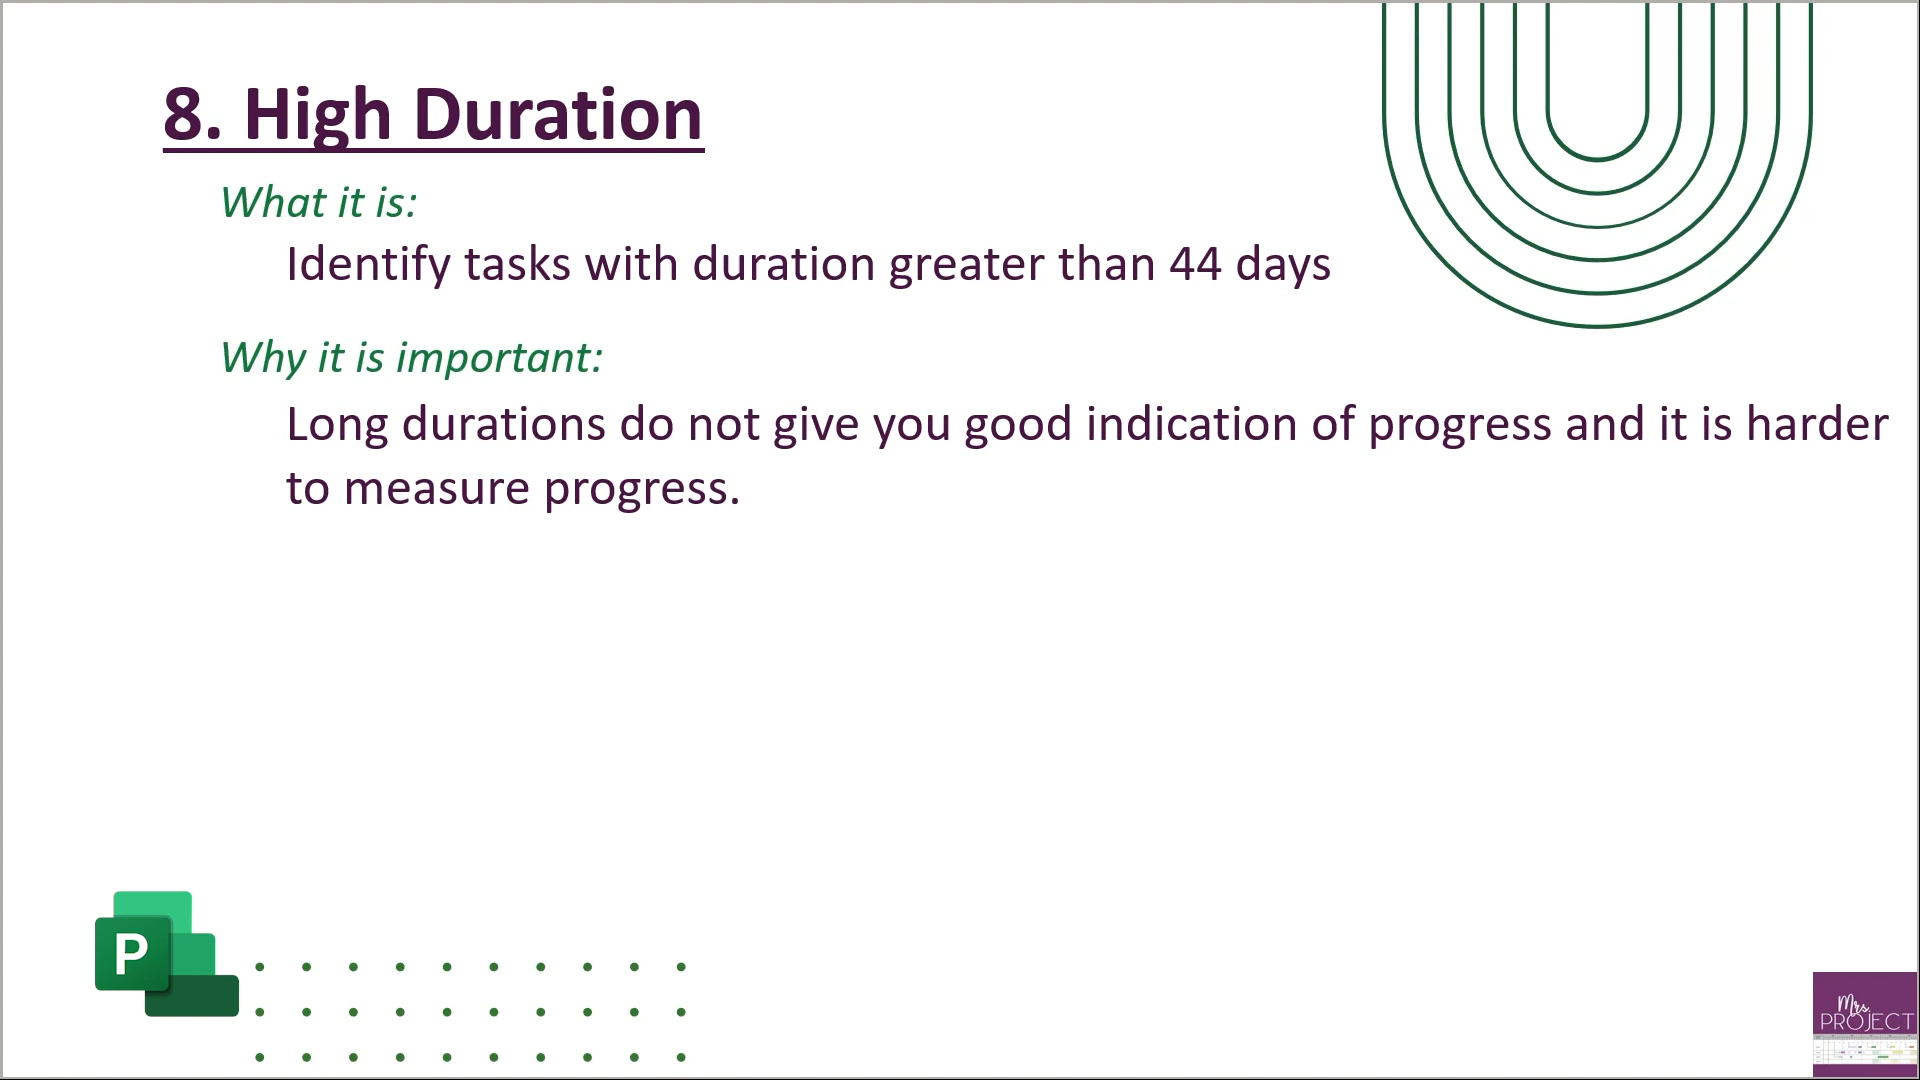 8. High Duration
What it is:
Identify tasks with duration greater than 44 days
Why it is important:
Long durations do not give you good indication of progress and it is harder
to measure progress.
P
Mrs.
PROJECT